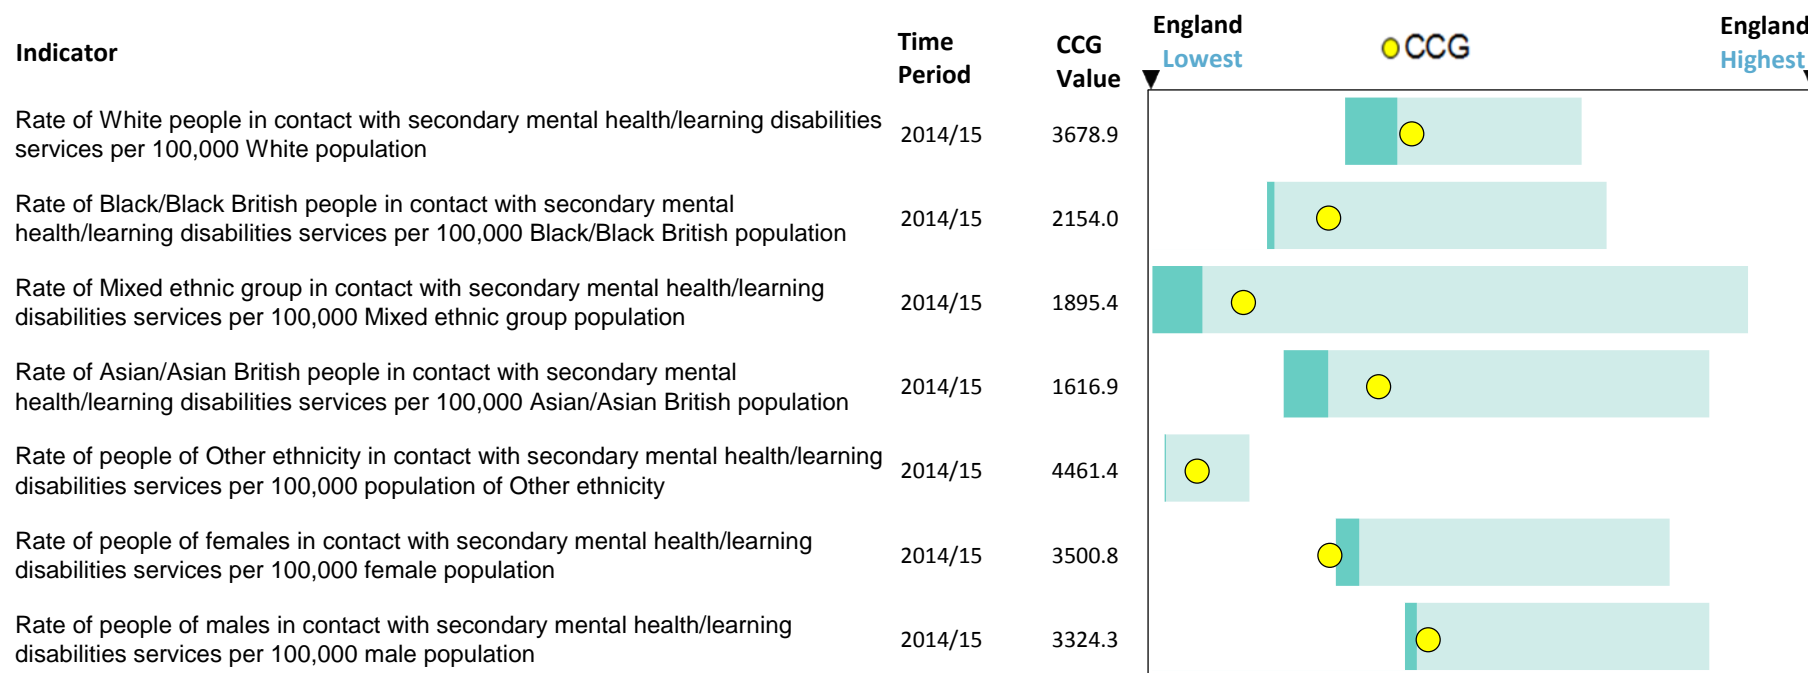 Indicator
Time Period
CCG Value
England Lowest
CCG
England Highest
Rate of White people in contact with secondary mental health/learning disabilities
services per 100,000 White population
2014/15
3678.9
Rate of Black/Black British people in contact with secondary mental
health/learning disabilities services per 100,000 Black/Black British population
2014/15
2154.0
Rate of Mixed ethnic group in contact with secondary mental health/learning
disabilities services per 100,000 Mixed ethnic group population
2014/15
1895.4
Rate of Asian/Asian British people in contact with secondary mental
health/learning disabilities services per 100,000 Asian/Asian British population
2014/15
1616.9
Rate of people of Other ethnicity in contact with secondary mental health/learning
disabilities services per 100,000 population of Other ethnicity
2014/15
4461.4
Rate of people of females in contact with secondary mental health/learning
disabilities services per 100,000 female population
2014/15
3500.8
Rate of people of males in contact with secondary mental health/learning
disabilities services per 100,000 male population
2014/15
3324.3